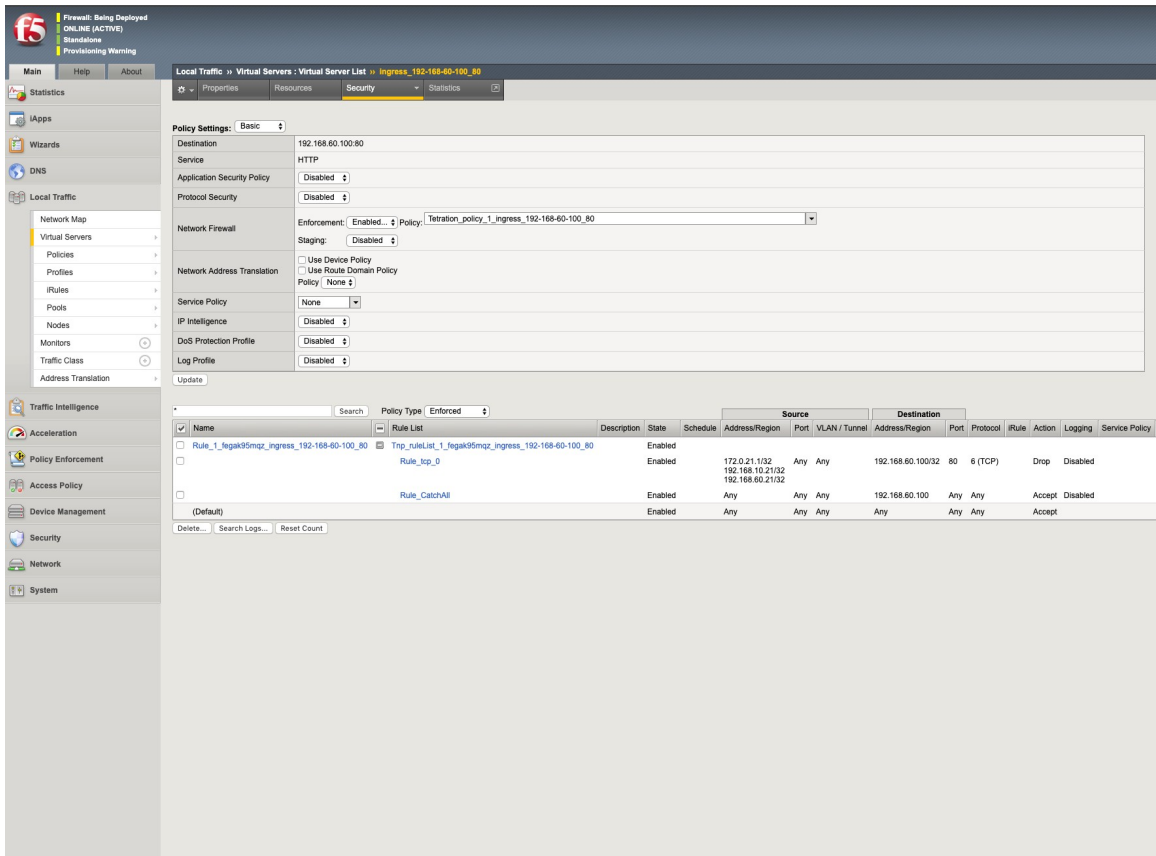 f5
Firewall: Being Deployed
ONLINE (ACTIVE)
Standalone
Provisioning Warning
Main Help About
Local Traffic » Virtual Servers : Virtual Server List » ingress_192-168-60-100_80
Properties Resources Security Statistics
Statistics
iApps
Wizards
DNS
Local Traffic
Network Map
Virtual Servers
Policies
Profiles
iRules
Pools
Nodes
Monitors
Traffic Class
Address Translation
Traffic Intelligence
Acceleration
Policy Enforcement
Access Policy
Device Management
Security
Network
System
Policy Settings: Basic
Destination 192.168.60.100:80
Service HTTP
Application Security Policy Disabled
Protocol Security Disabled
Network Firewall Enforcement: Enabled... Policy: Tetration_policy_1_ingress_192-168-60-100_80
Staging: Disabled
Network Address Translation Use Device Policy
Use Route Domain Policy
Policy None
Service Policy None
IP Intelligence Disabled
DoS Protection Profile Disabled
Log Profile Disabled
Update
* Search Policy Type Enforced
Source Destination
Name Rule List Description State Schedule Address/Region Port VLAN / Tunnel Address/Region Port Protocol iRule Action Logging Service Policy
Rule_1_fegak95mqz_ingress_192-168-60-100_80 Tnp_ruleList_1_fegak95mqz_ingress_192-168-60-100_80 Enabled
Rule_tcp_0 Enabled 172.0.21.1/32 Any Any 192.168.60.100/32 80 6 (TCP) Drop Disabled
192.168.10.21/32
192.168.60.21/32
Rule_CatchAll Enabled Any Any Any 192.168.60.100 Any Any Accept Disabled
(Default) Enabled Any Any Any Any Any Any Accept
Delete... Search Logs... Reset Count